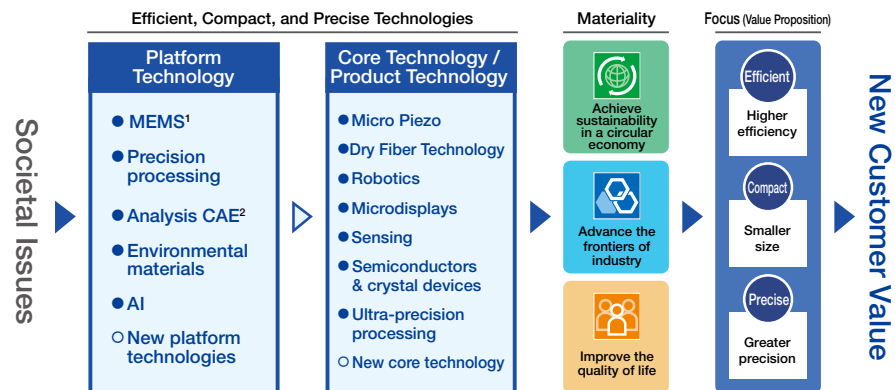 Efficient, Compact, and Precise Technologies
Materiality
Focus (Value Proposition)
Societal Issues
Platform
Technology
MEMS¹
Precision
processing
Analysis CAE²
Environmental
materials
AI
New platform
technologies
Core Technology /
Product Technology
Micro Piezo
Dry Fiber Technology
Robotics
Microdisplays
Sensing
Semiconductors
& crystal devices
Ultra-precision
processing
New core technology
Achieve
sustainability
in a circular
economy
Advance the
frontiers of
industry
Improve the
quality of life
Efficient
Higher
efficiency
Compact
Smaller
size
Precise
Greater
precision
New Customer Value